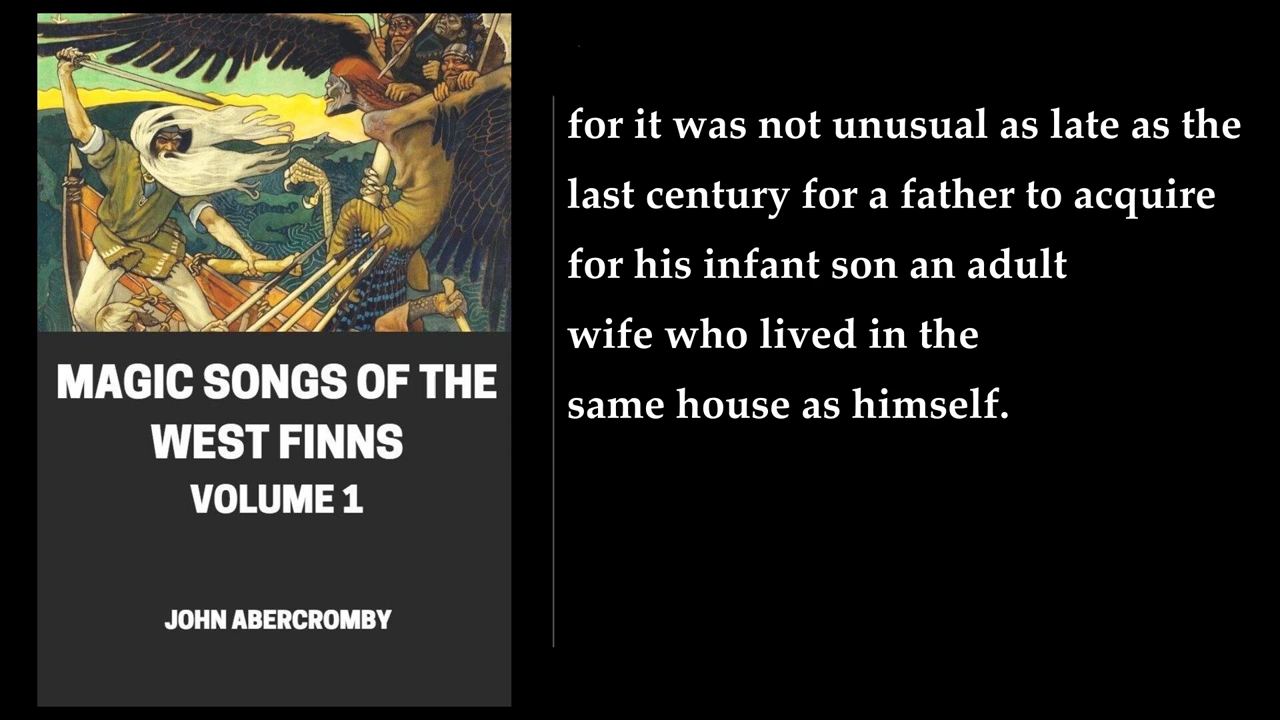 MAGIC SONGS OF THE
WEST FINNS
VOLUME 1
JOHN ABERCROMBY
for it was not unusual as late as the
last century for a father to acquire
for his infant son an adult
wife who lived in the
same house as himself.